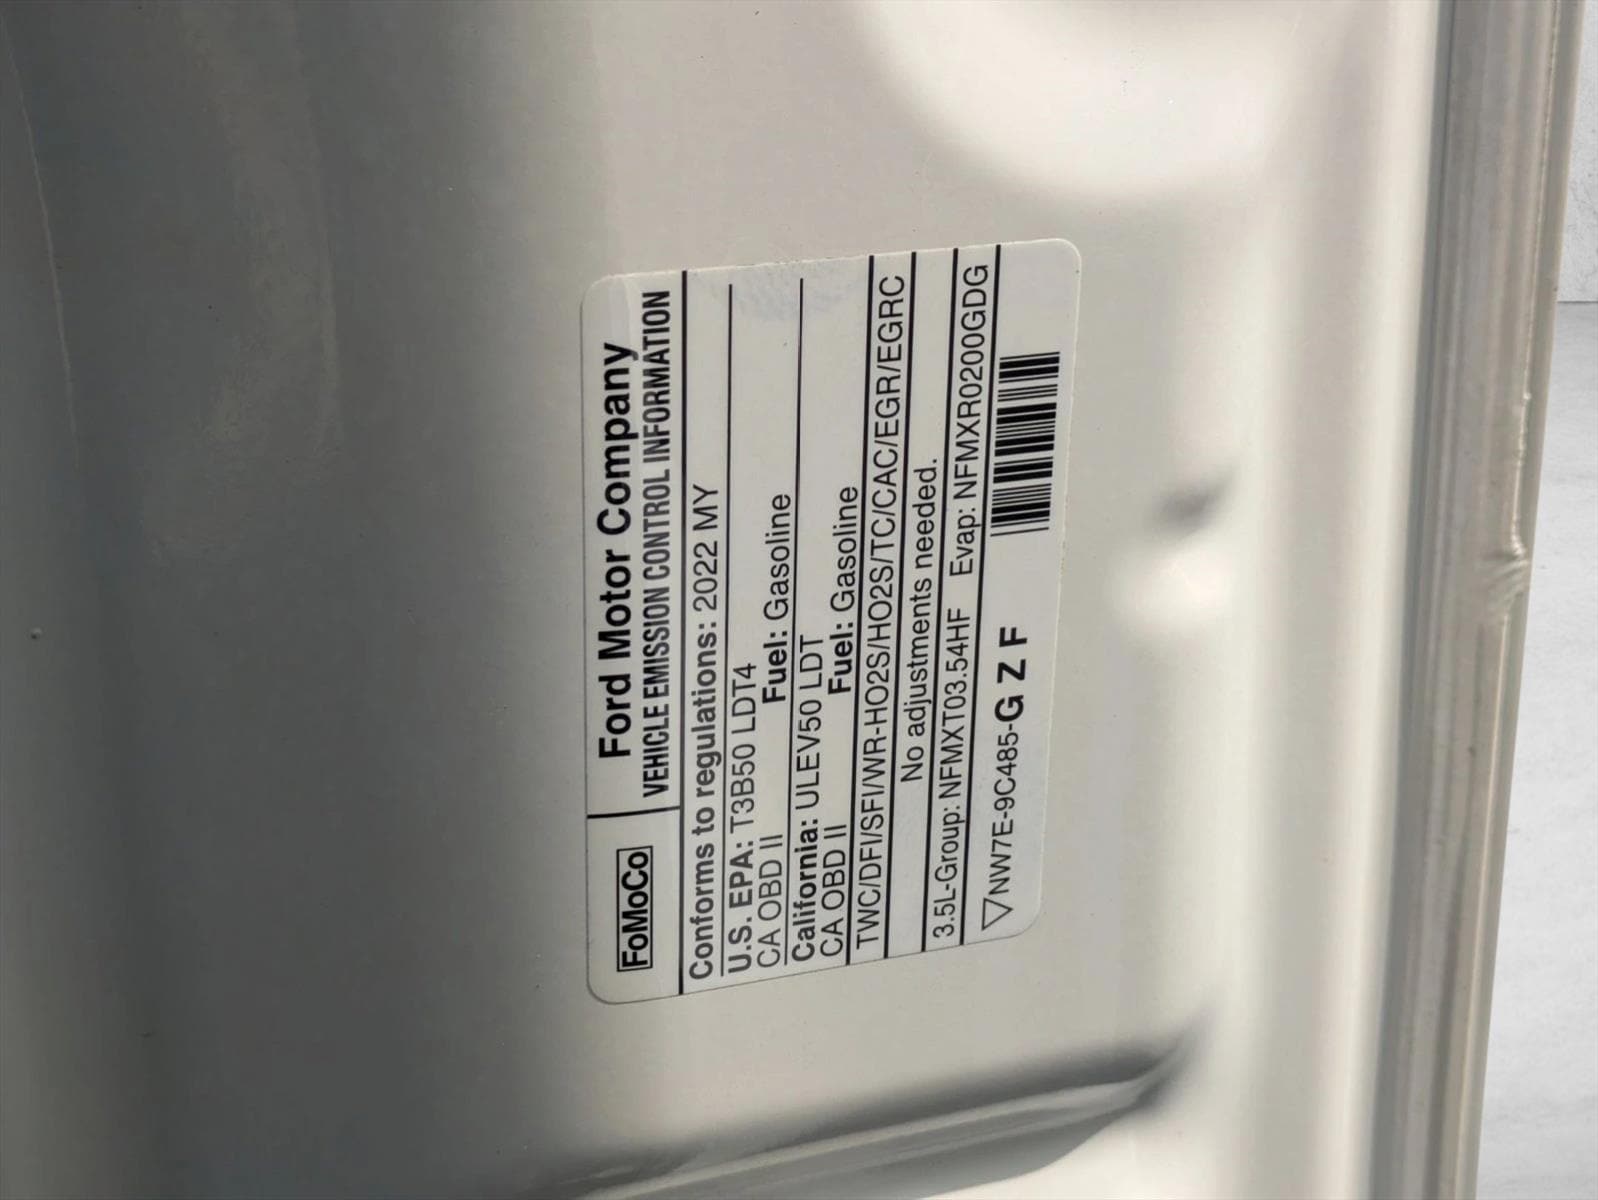 FoMoCo
Ford Motor Company
VEHICLE EMISSION CONTROL INFORMATION
Conforms to regulations: 2022 MY
U.S. EPA: T3B50 LDT4
CA OBD II Fuel: Gasoline
California: ULEV50 LDT
CA OBD II Fuel: Gasoline
TWC/DFI/SFI/WR-HO2S/HO2S/TC/CAC/EGR/EGRC
No adjustments needed.
3.5L-Group: NFMXT03.54HF Evap: NFMXR0200GDG
NW7E-9C485-G Z F